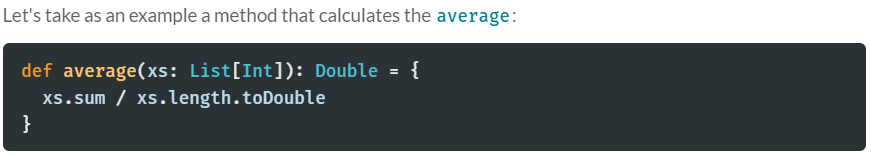 Let's take as an example a method that calculates the average:
def average(xs: List[Int]): Double = {
  xs.sum / xs.length.toDouble
}